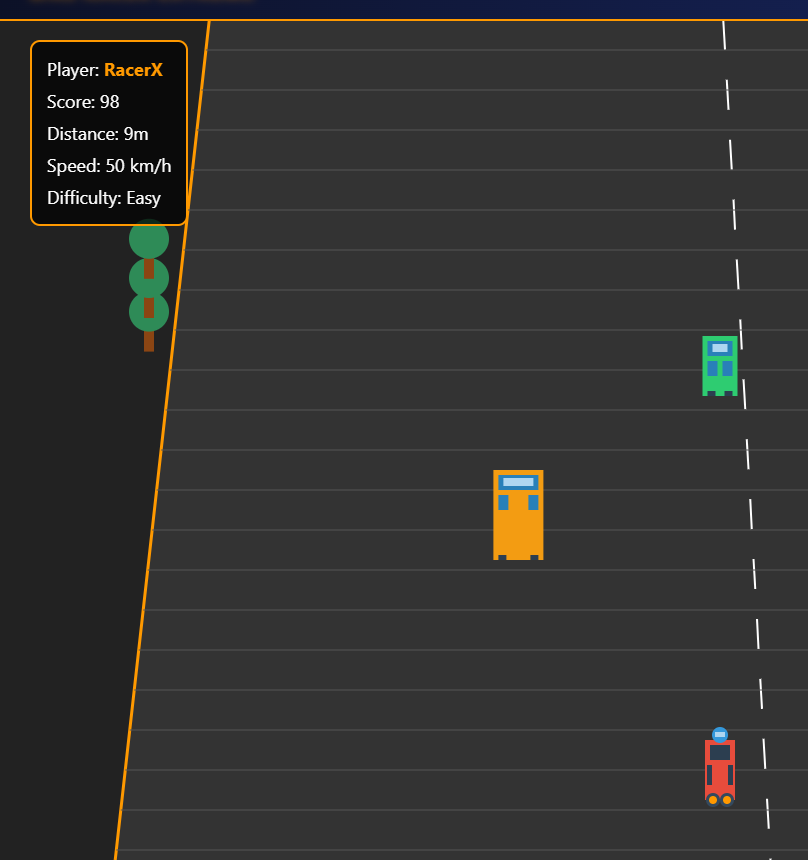 Player: RacerX
Score: 98
Distance: 9m
Speed: 50 km/h
Difficulty: Easy